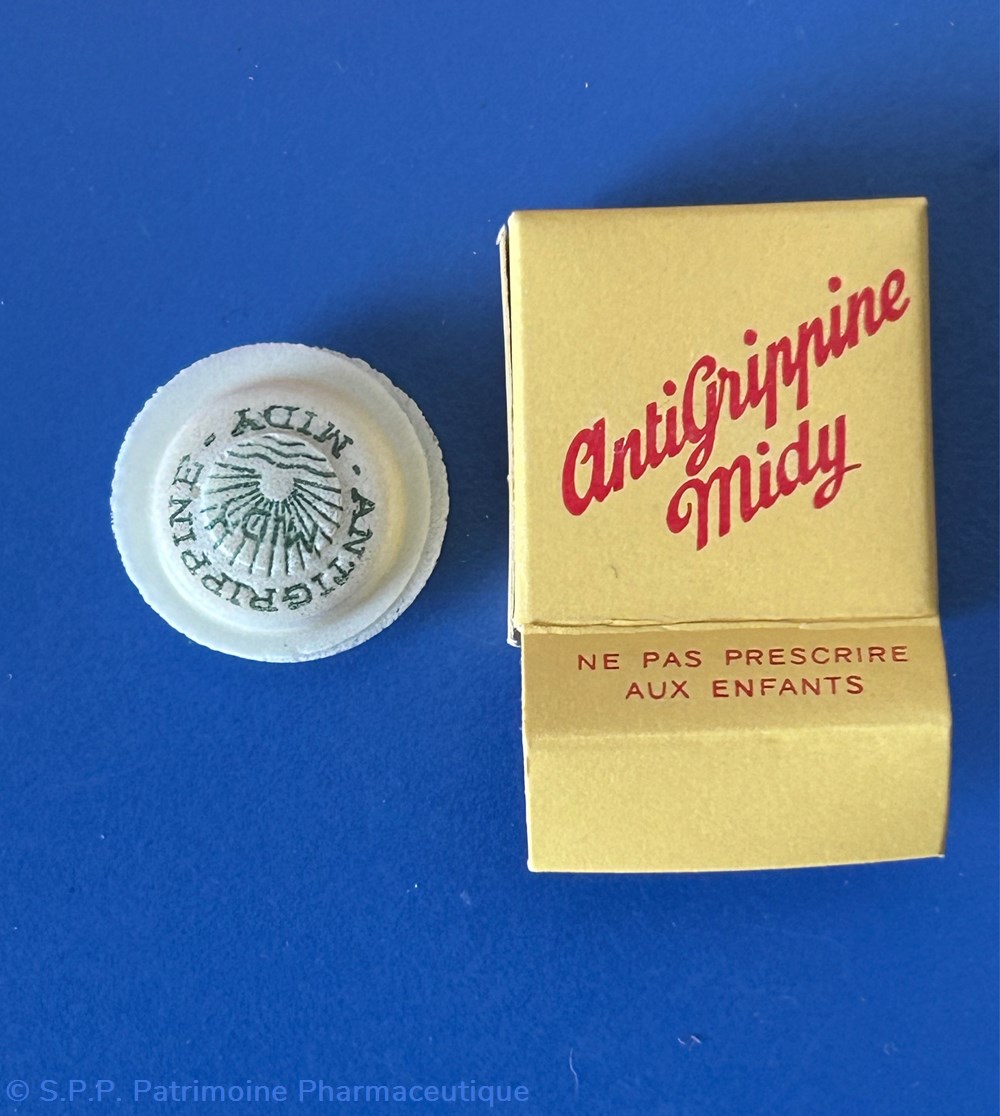 AntiGrippine
Midy
NE PAS PRESCRIRE
AUX ENFANTS
ANTIGRIPPINE - MIDY -
MIDY
© S.P.P. Patrimoine Pharmaceutique